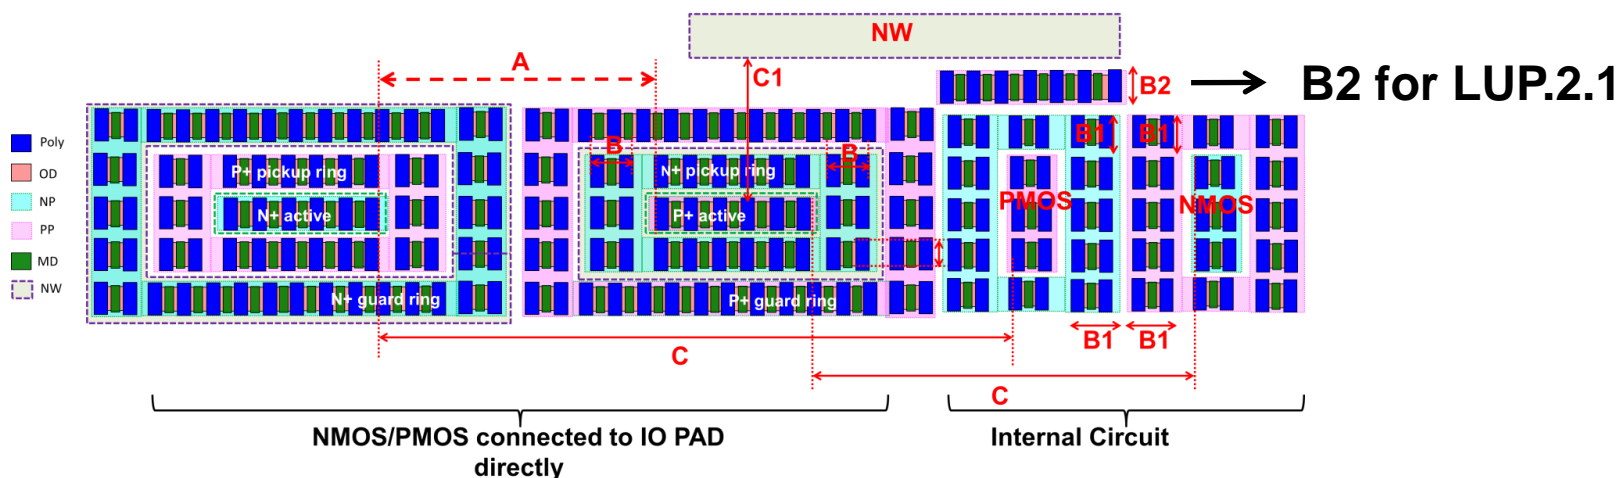 NW
A
C1
B2
B2 for LUP.2.1
Poly
OD
NP
PP
MD
NW
P+ pickup ring
N+ active
N+ guard ring
B
B
N+ pickup ring
P+ active
P+ guard ring
B1
B1
PMOS
NMOS
B1
B1
C
C
NMOS/PMOS connected to IO PAD
directly
Internal Circuit